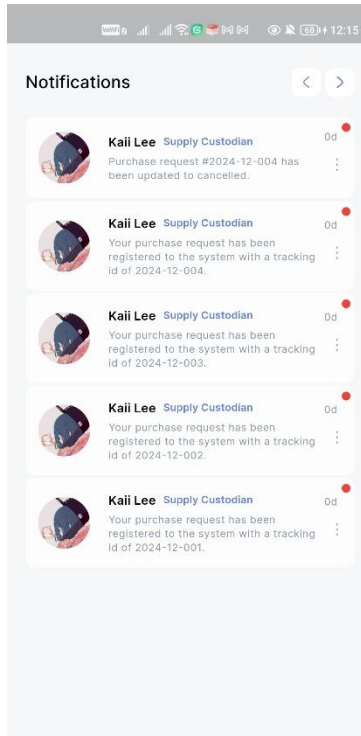 68 12:15
Notifications
Kaii Lee Supply Custodian 0d
Purchase request #2024-12-004 has
been updated to cancelled.
Kaii Lee Supply Custodian 0d
Your purchase request has been
registered to the system with a tracking
id of 2024-12-004.
Kaii Lee Supply Custodian 0d
Your purchase request has been
registered to the system with a tracking
id of 2024-12-003.
Kaii Lee Supply Custodian 0d
Your purchase request has been
registered to the system with a tracking
id of 2024-12-002.
Kaii Lee Supply Custodian 0d
Your purchase request has been
registered to the system with a tracking
id of 2024-12-001.